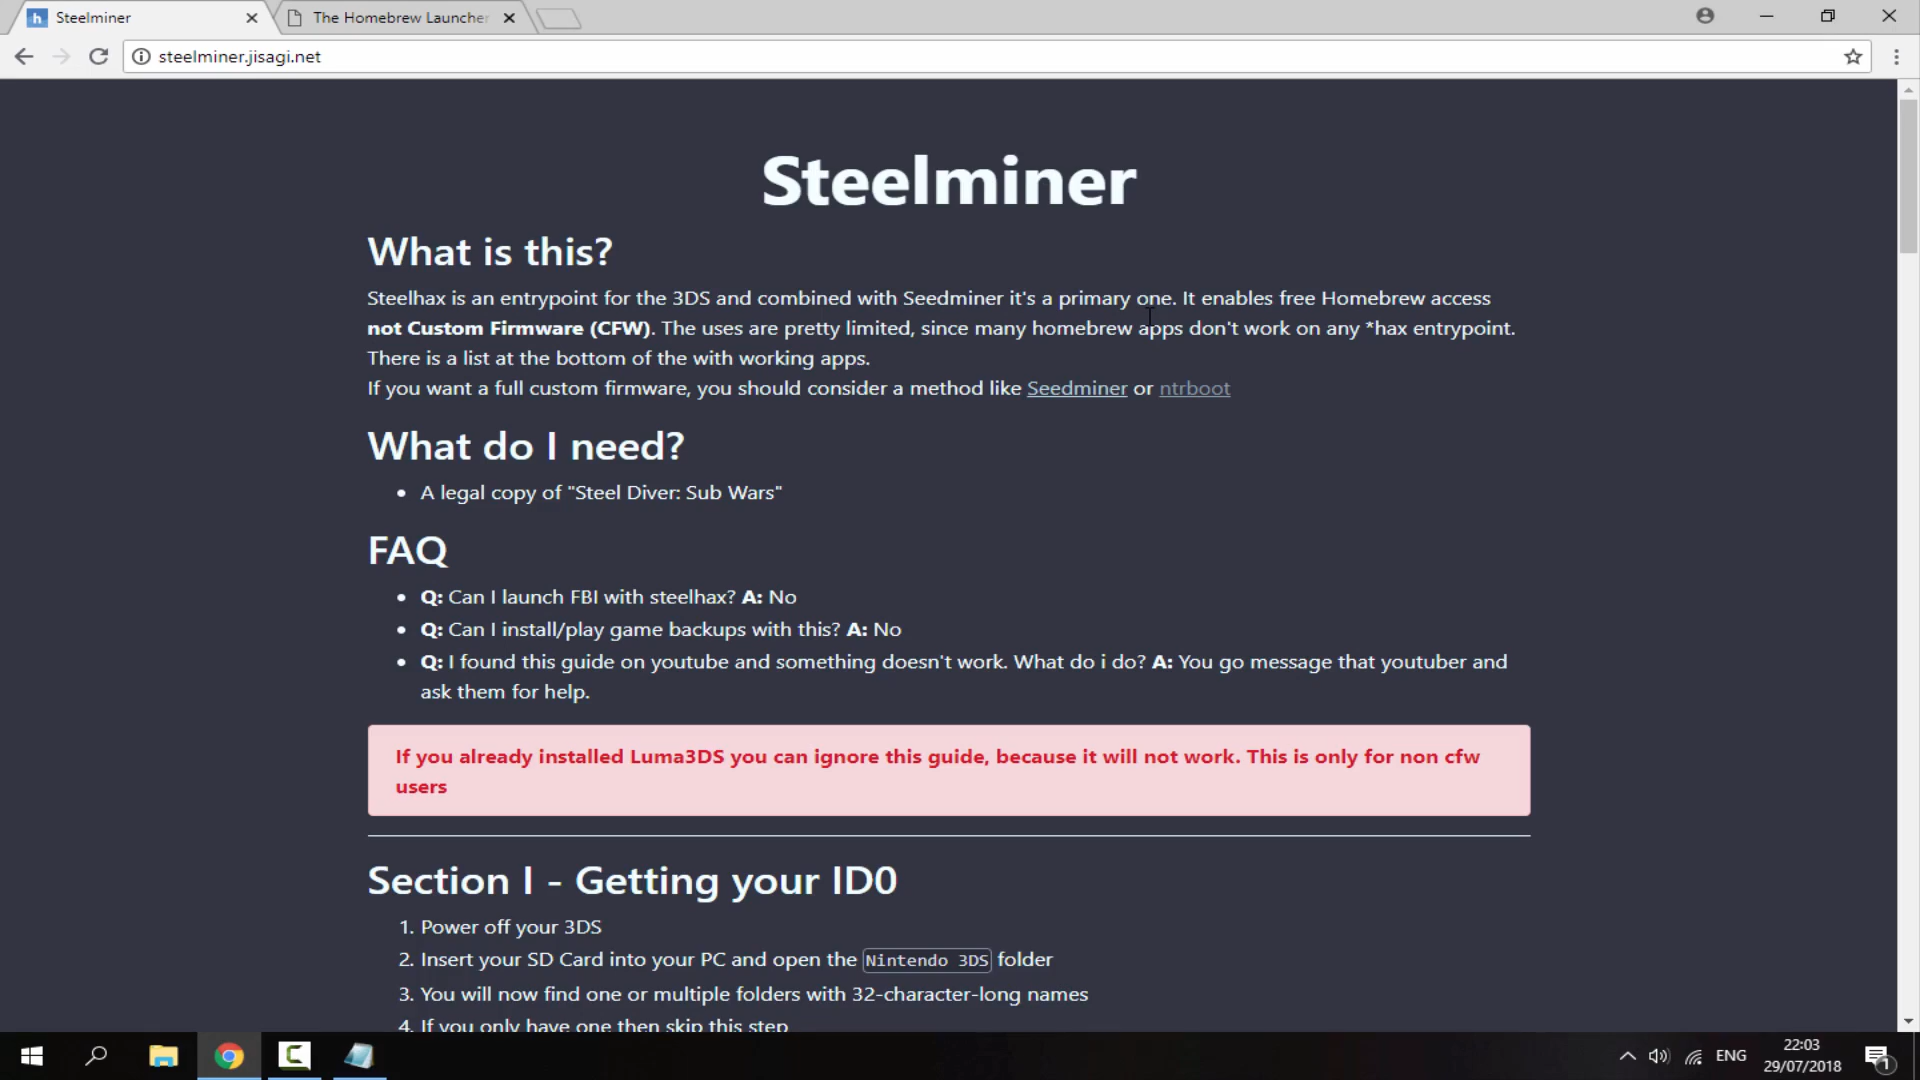 Steelminer
The Homebrew Launcher
steelminer.jisagi.net
Steelminer
What is this?
Steelhax is an entrypoint for the 3DS and combined with Seedminer it's a primary one. It enables free Homebrew access
not Custom Firmware (CFW). The uses are pretty limited, since many homebrew apps don't work on any *hax entrypoint.
There is a list at the bottom of the with working apps.
If you want a full custom firmware, you should consider a method like Seedminer or ntrboot
What do I need?
• A legal copy of "Steel Diver: Sub Wars"
FAQ
• Q: Can I launch FBI with steelhax? A: No
• Q: Can I install/play game backups with this? A: No
• Q: I found this guide on youtube and something doesn't work. What do i do? A: You go message that youtuber and
ask them for help.
If you already installed Luma3DS you can ignore this guide, because it will not work. This is only for non cfw
users
Section I - Getting your ID0
1. Power off your 3DS
2. Insert your SD Card into your PC and open the Nintendo 3DS folder
3. You will now find one or multiple folders with 32-character-long names
4. If you only have one then skip this step
ENG
22:03
29/07/2018
1